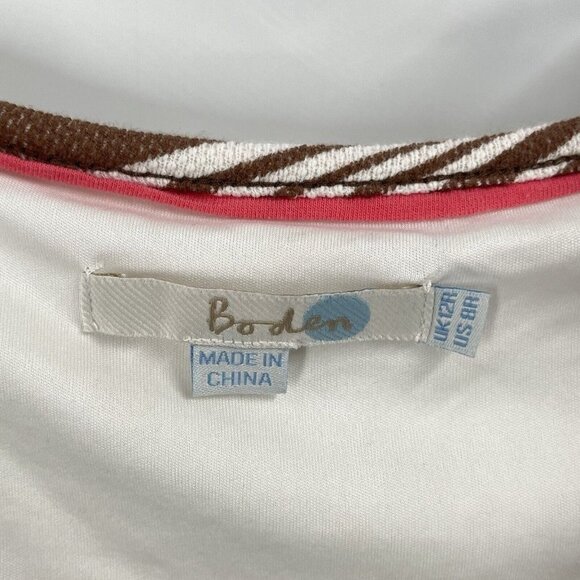 Boden
MADE IN
CHINA
UK12R
US 8R